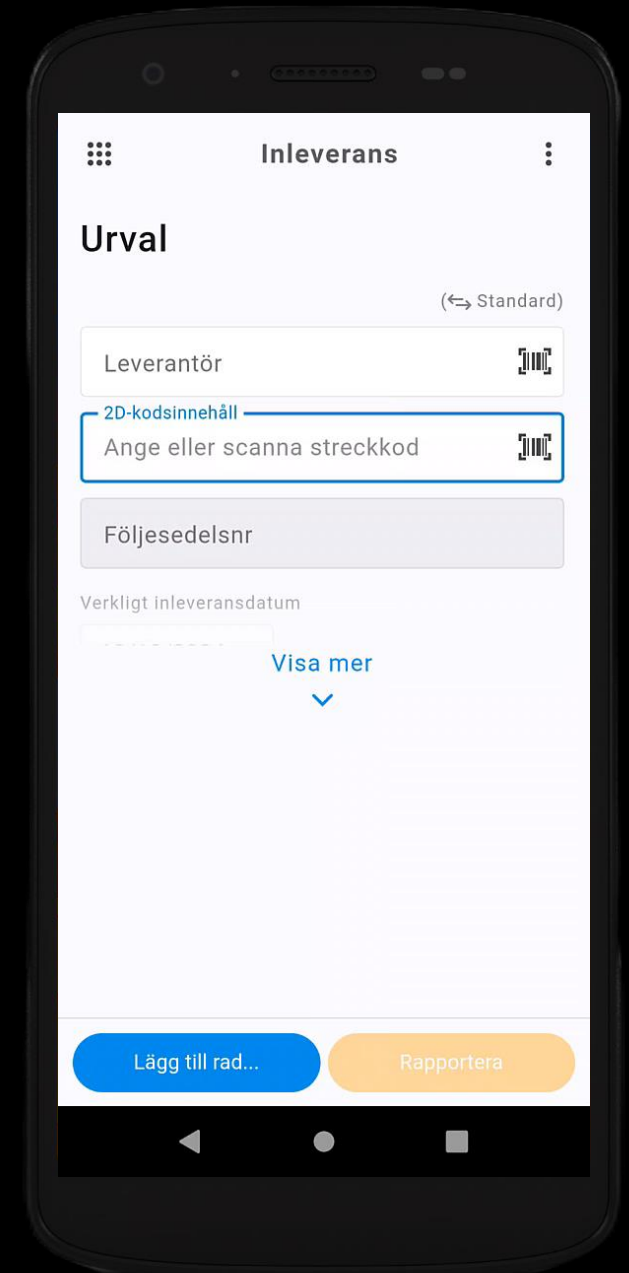 Inleverans
Urval
(Standard)
Leverantör
2D-kodsinnehåll
Ange eller scanna streckkod
Följesedelsnr
Verkligt inleveransdatum
Visa mer
Lägg till rad...
Rapportera